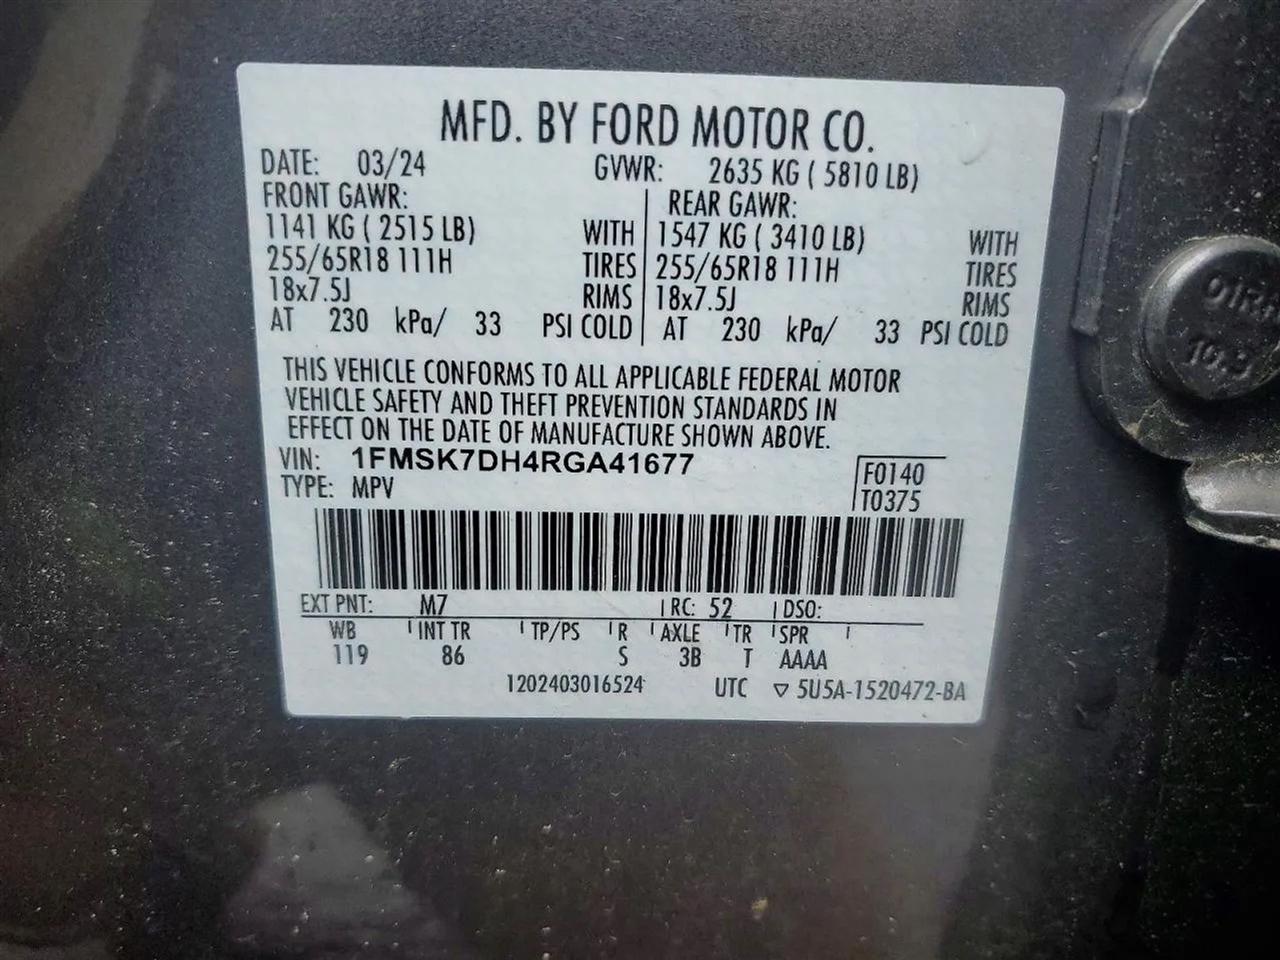 MFD. BY FORD MOTOR CO.
DATE: 03/24 GVWR: 2635 KG ( 5810 LB)
FRONT GAWR: REAR GAWR:
1141 KG ( 2515 LB) WITH 1547 KG ( 3410 LB) WITH
255/65R18 111H TIRES 255/65R18 111H TIRES
18x7.5J RIMS 18x7.5J RIMS
AT 230 kPa/ 33 PSI COLD AT 230 kPa/ 33 PSI COLD
THIS VEHICLE CONFORMS TO ALL APPLICABLE FEDERAL MOTOR
VEHICLE SAFETY AND THEFT PREVENTION STANDARDS IN
EFFECT ON THE DATE OF MANUFACTURE SHOWN ABOVE.
VIN: 1FMSK7DH4RGA41677
F0140
TYPE: MPV
T0375
EXT PNT: M7 RC: 52 DSO:
WB INT TR TP/PS R AXLE TR SPR
119 86 S 3B T AAAA
1202403016524 UTC ▽ 5U5A-1520472-BA
10.9